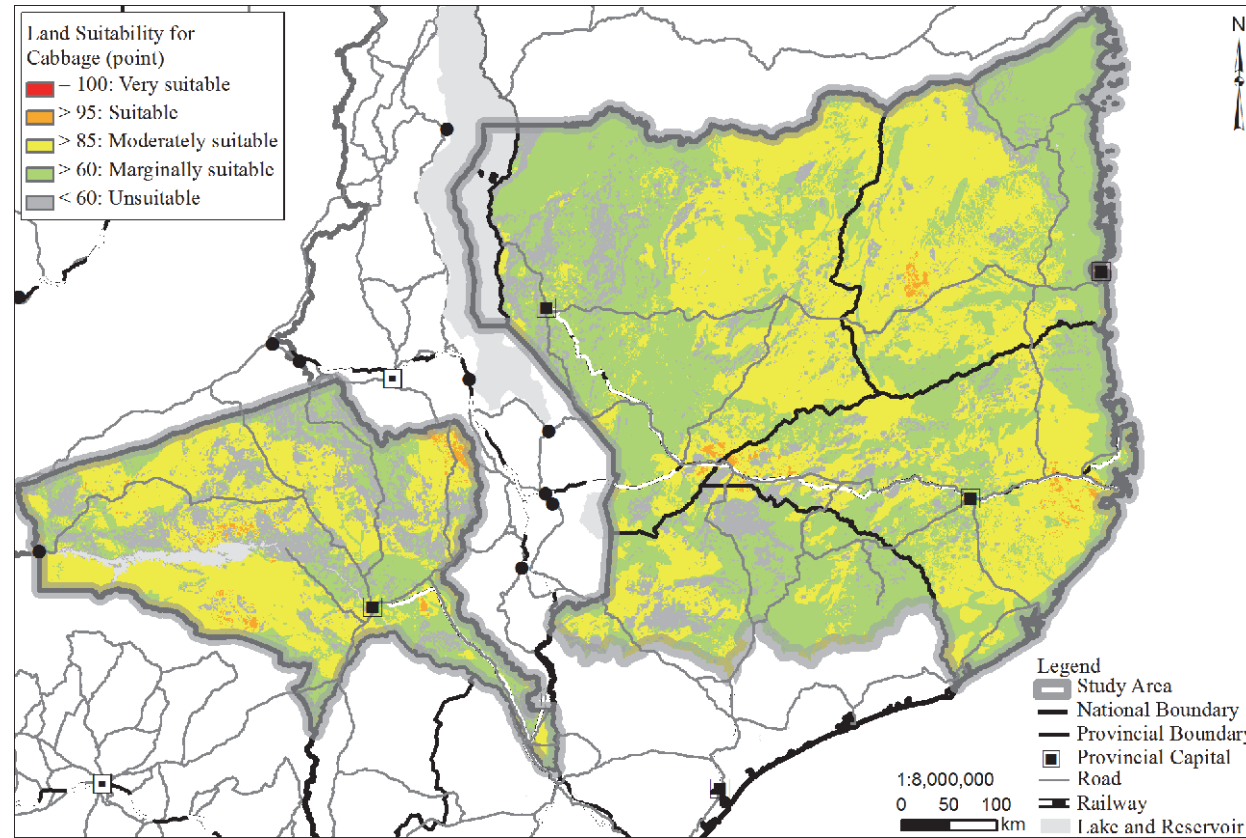 Land Suitability for
Cabbage (point)
– 100: Very suitable
> 95: Suitable
> 85: Moderately suitable
> 60: Marginally suitable
< 60: Unsuitable
N
Legend
Study Area
National Boundary
Provincial Boundary
Provincial Capital
Road
Railway
Lake and Reservoir
1:8,000,000
0 50 100
km